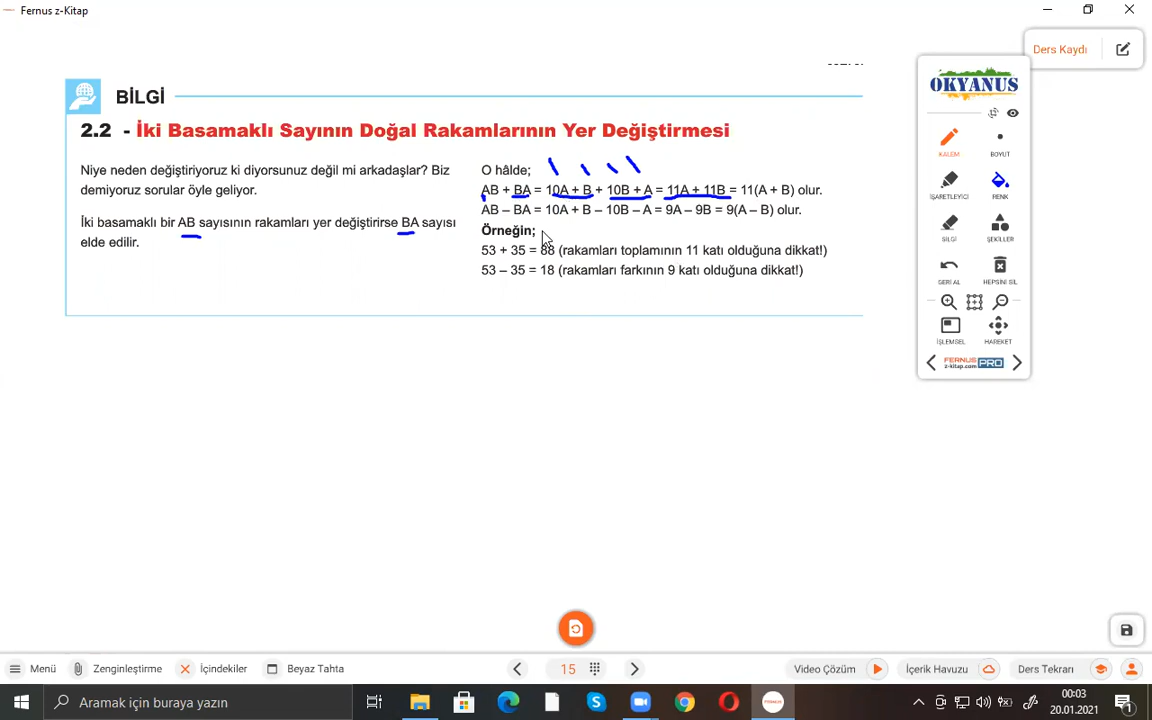 Fernus z-Kitap
Ders Kaydı
OKYANUS
BİLGİ
2.2 - İki Basamaklı Sayının Doğal Rakamlarının Yer Değiştirmesi
Niye neden değiştiriyoruz ki diyorsunuz değil mi arkadaşlar? Biz
demiyoruz sorular öyle geliyor.
İki basamaklı bir AB sayısının rakamları yer değiştirirse BA sayısı
elde edilir.
O hâlde;
AB + BA = 10A + B + 10B + A = 11A + 11B = 11(A + B) olur.
AB – BA = 10A + B – 10B – A = 9A – 9B = 9(A – B) olur.
Örneğin;
53 + 35 = 88 (rakamları toplamının 11 katı olduğuna dikkat!)
53 – 35 = 18 (rakamları farkının 9 katı olduğuna dikkat!)
KALEM BOYUT
İŞARETLEYİCİ RENK
SİLGİ ŞEKİLLER
GERİ AL HEPSİNİ SİL
İŞLEMSEL HAREKET
FERNUS z-kitap.com PRO
Menü Zenginleştirme İçindekiler Beyaz Tahta 15 Video Çözüm İçerik Havuzu Ders Tekrarı
Aramak için buraya yazın 00:03
20.01.2021
1